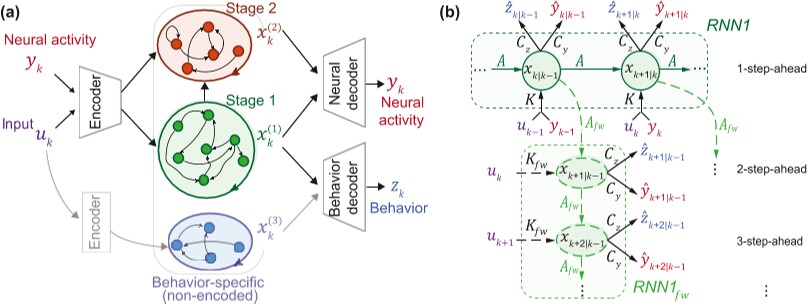 (a)
Stage 2
x_k^(2)
Neural activity
y_k
Encoder
Input
u_k
Stage 1
x_k^(1)
Neural decoder
y_k
Neural activity
Encoder
x_k^(3)
Behavior decoder
z_k
Behavior
Behavior-specific
(non-encoded)
(b)
ẑ_k|k-1 ŷ_k|k-1 ẑ_k+1|k ŷ_k+1|k
RNN1
C_z C_y C_z C_y
... A x_k|k-1 A x_k+1|k A ...
1-step-ahead
K K
A_fw A_fw
u_k-1 y_k-1 u_k y_k
C_z ẑ_k+1|k-1
u_k K_fw x_k+1|k-1
⋮ 2-step-ahead
C_y ŷ_k+1|k-1
A_fw
C_z ẑ_k+2|k-1
u_k+1 K_fw x_k+2|k-1
3-step-ahead
C_y ŷ_k+2|k-1
A_fw
RNN1_fw
⋮ ⋮